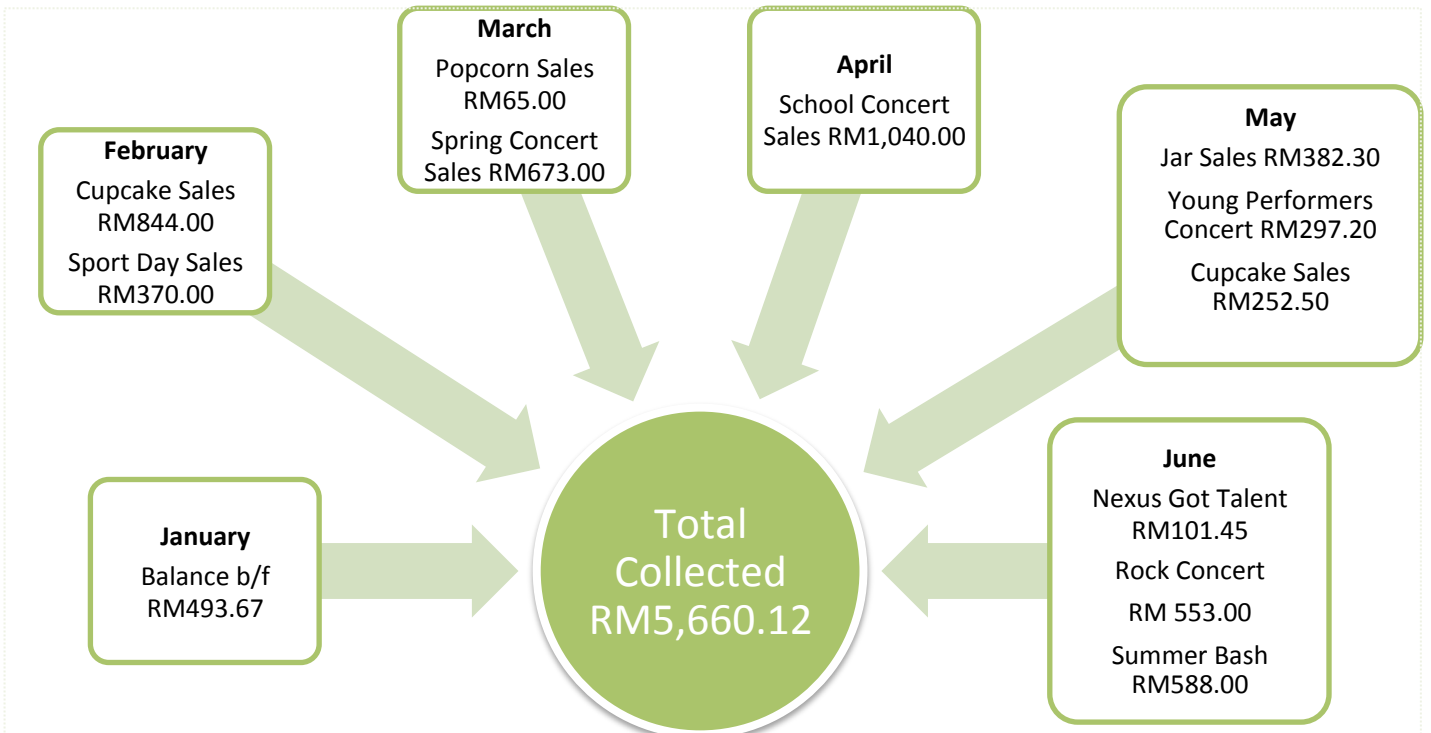 January
Balance b/f
RM493.67
February
Cupcake Sales
RM844.00
Sport Day Sales
RM370.00
March
Popcorn Sales
RM65.00
Spring Concert
Sales RM673.00
April
School Concert
Sales RM1,040.00
May
Jar Sales RM382.30
Young Performers
Concert RM297.20
Cupcake Sales
RM252.50
June
Nexus Got Talent
RM101.45
Rock Concert
RM 553.00
Summer Bash
RM588.00
Total
Collected
RM5,660.12